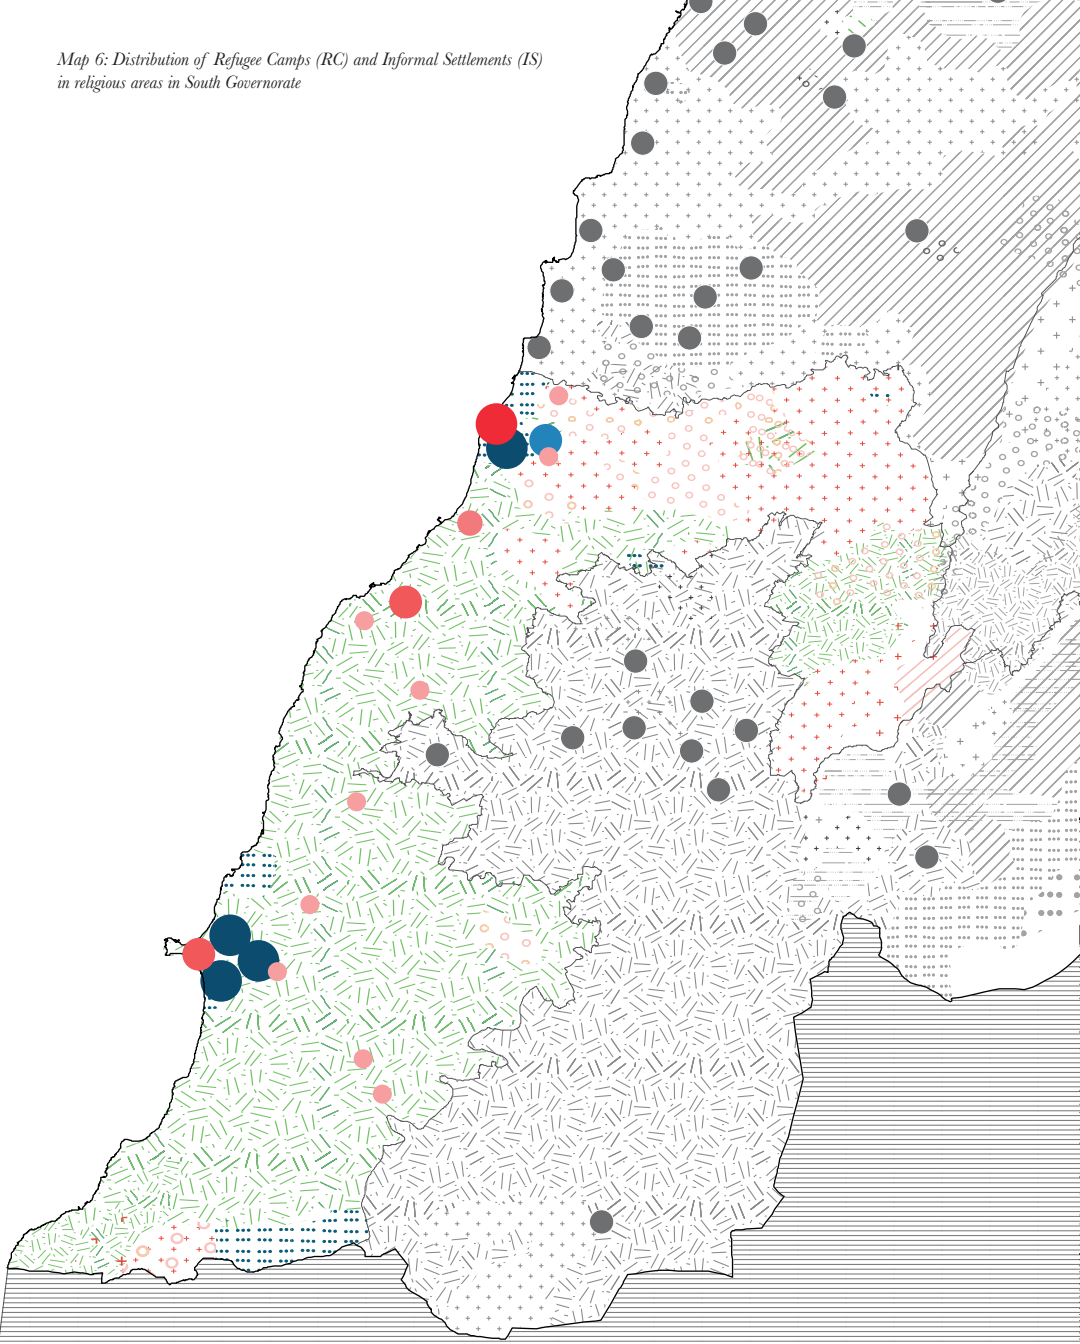 Map 6: Distribution of Refugee Camps (RC) and Informal Settlements (IS)
in religious areas in South Governorate